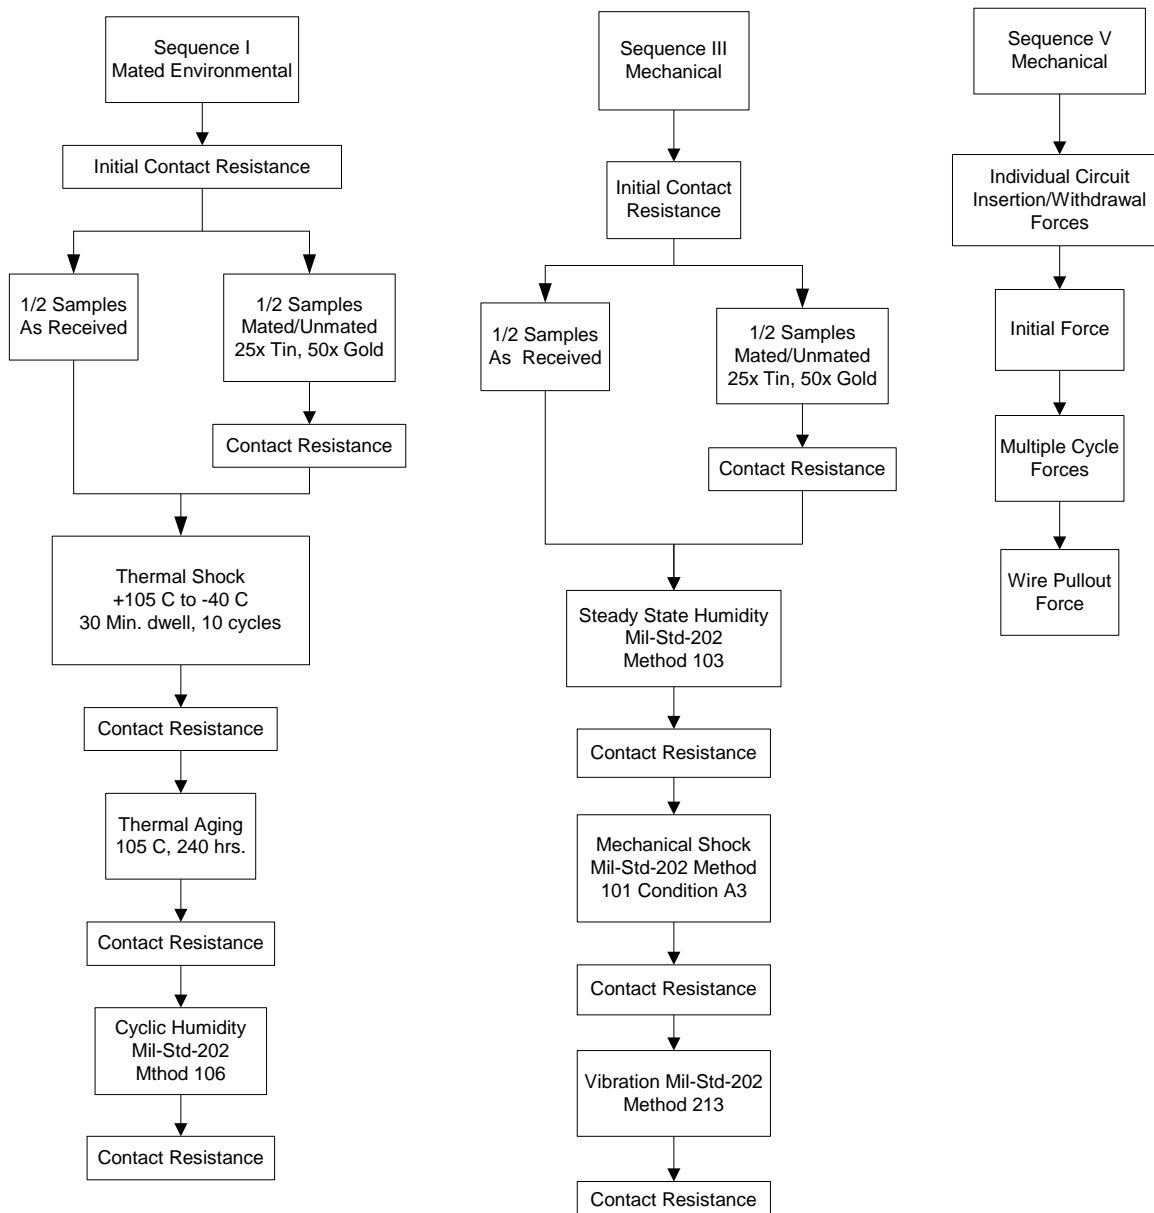 Sequence I
Mated Environmental
Initial Contact Resistance
1/2 Samples
As Received
1/2 Samples
Mated/Unmated
25x Tin, 50x Gold
Contact Resistance
Thermal Shock
+105 C to -40 C
30 Min. dwell, 10 cycles
Contact Resistance
Thermal Aging
105 C, 240 hrs.
Contact Resistance
Cyclic Humidity
Mil-Std-202
Mthod 106
Contact Resistance
Sequence III
Mechanical
Initial Contact
Resistance
1/2 Samples
As Received
1/2 Samples
Mated/Unmated
25x Tin, 50x Gold
Contact Resistance
Steady State Humidity
Mil-Std-202
Method 103
Contact Resistance
Mechanical Shock
Mil-Std-202 Method
101 Condition A3
Contact Resistance
Vibration Mil-Std-202
Method 213
Contact Resistance
Sequence V
Mechanical
Individual Circuit
Insertion/Withdrawal
Forces
Initial Force
Multiple Cycle
Forces
Wire Pullout
Force